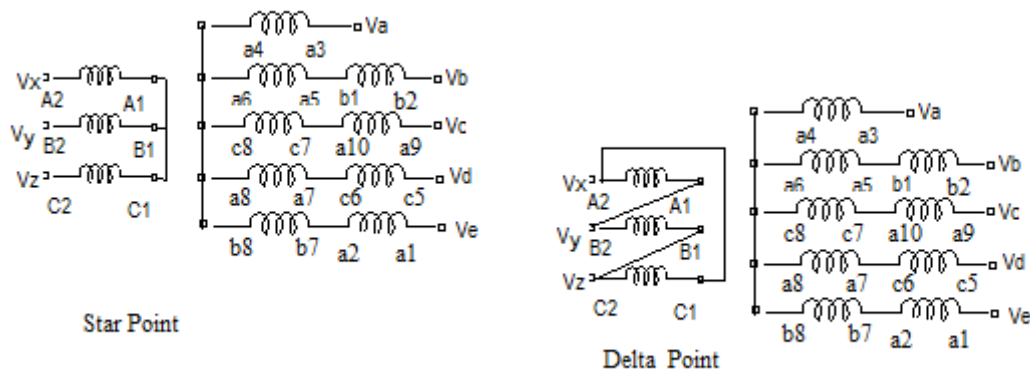 Va
a4 a3
Vx A2 A1
a6 a5 b1 b2 Vb
Vy B2 B1
c8 c7 a10 a9 Vc
Vz C2 C1
a8 a7 c6 c5 Vd
b8 b7 a2 a1 Ve
Star Point
Va
a4 a3
a6 a5 b1 b2 Vb
Vx A2 A1
c8 c7 a10 a9 Vc
Vy B2 B1
a8 a7 c6 c5 Vd
Vz C2 C1
b8 b7 a2 a1 Ve
Delta Point